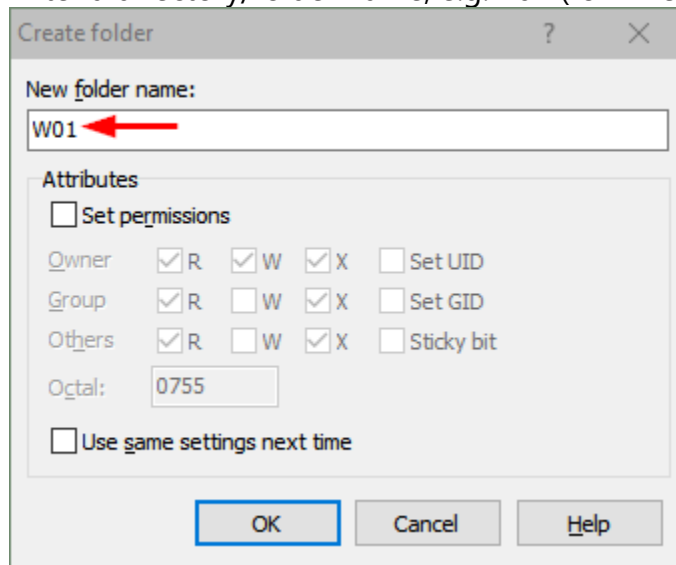 Create folder ?
New folder name:
W01
Attributes
Set permissions
Owner R W X Set UID
Group R W X Set GID
Others R W X Sticky bit
Octal: 0755
Use same settings next time
OK Cancel Help